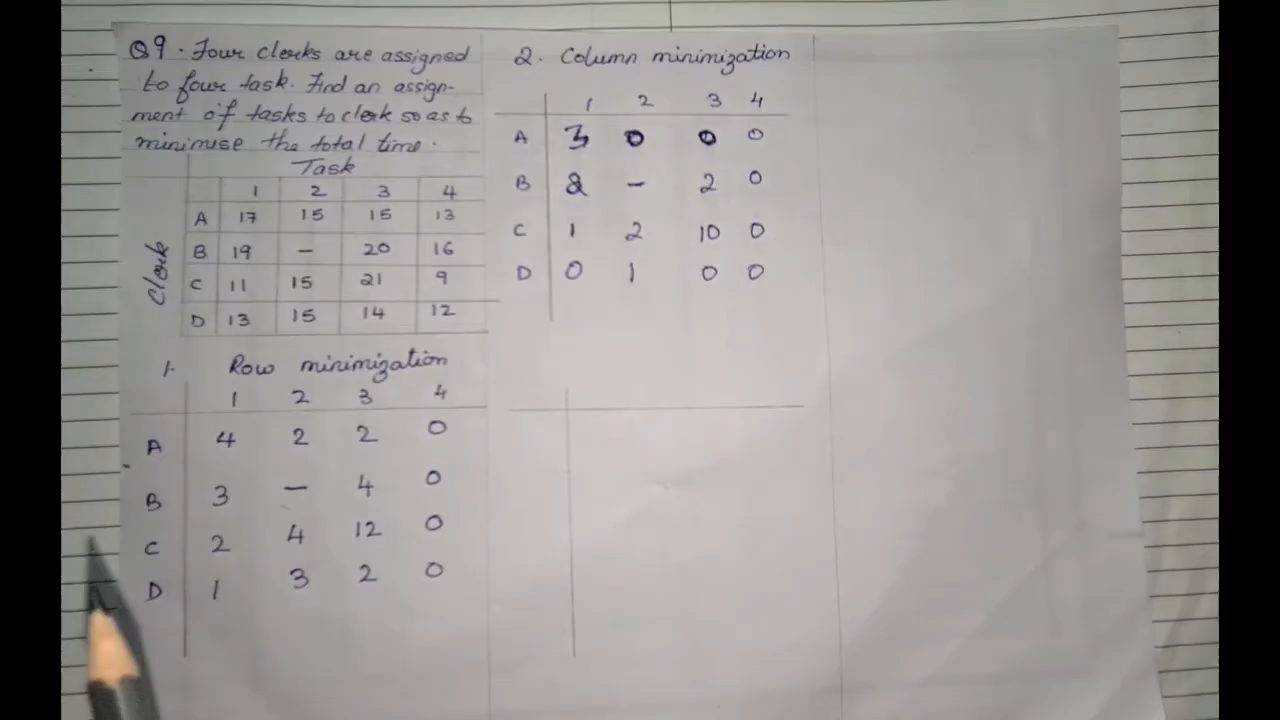 Q9. Four clerks are assigned
to four task. Find an assign-
ment of tasks to clerk so as to
minimise the total time.
Task
1 2 3 4
A 17 15 15 13
B 19 - 20 16
C 11 15 21 9
D 13 15 14 12
Clerk
1. Row minimization
1 2 3 4
A 4 2 2 0
B 3 - 4 0
C 2 4 12 0
D 1 3 2 0
2. Column minimization
1 2 3 4
A 3 0 0 0
B 2 - 2 0
C 1 2 10 0
D 0 1 0 0